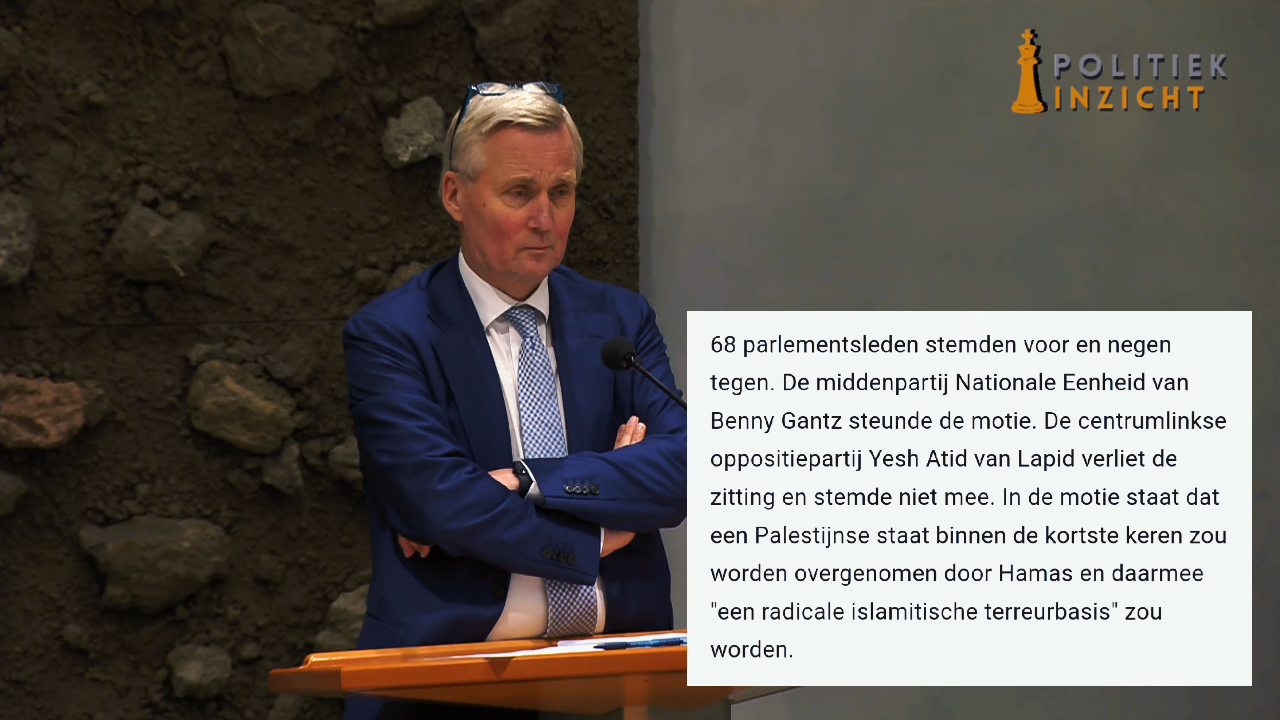 POLITIEK
INZICHT
68 parlementsleden stemden voor en negen
tegen. De middenpartij Nationale Eenheid van
Benny Gantz steunde de motie. De centrumlinkse
oppositiepartij Yesh Atid van Lapid verliet de
zitting en stemde niet mee. In de motie staat dat
een Palestijnse staat binnen de kortste keren zou
worden overgenomen door Hamas en daarmee
"een radicale islamitische terreurbasis" zou
worden.